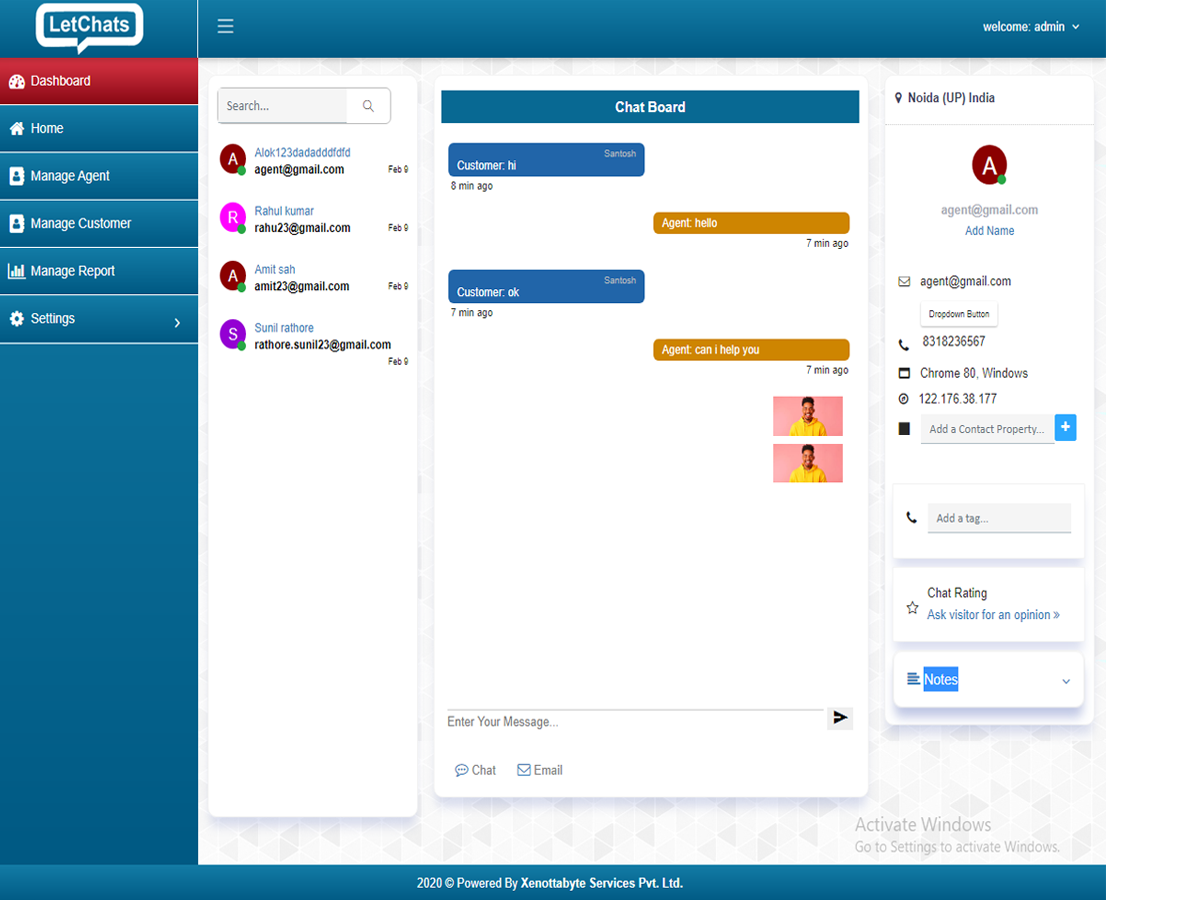 LetChats
welcome: admin
Dashboard
Home
Manage Agent
Manage Customer
Manage Report
Settings
Search...
A
Alok123dadadddfdfd
agent@gmail.com
Feb 9
R
Rahul kumar
rahu23@gmail.com
Feb 9
A
Amit sah
amit23@gmail.com
Feb 9
S
Sunil rathore
rathore.sunil23@gmail.com
Feb 9
Chat Board
Santosh
Customer: hi
8 min ago
Agent: hello
7 min ago
Santosh
Customer: ok
7 min ago
Agent: can i help you
7 min ago
Enter Your Message...
Chat
Email
Noida (UP) India
A
agent@gmail.com
Add Name
agent@gmail.com
Dropdown Button
8318236567
Chrome 80, Windows
122.176.38.177
Add a Contact Property...
+
Add a tag...
Chat Rating
Ask visitor for an opinion »
Notes
Activate Windows
Go to Settings to activate Windows.
2020 © Powered By Xenottabyte Services Pvt. Ltd.